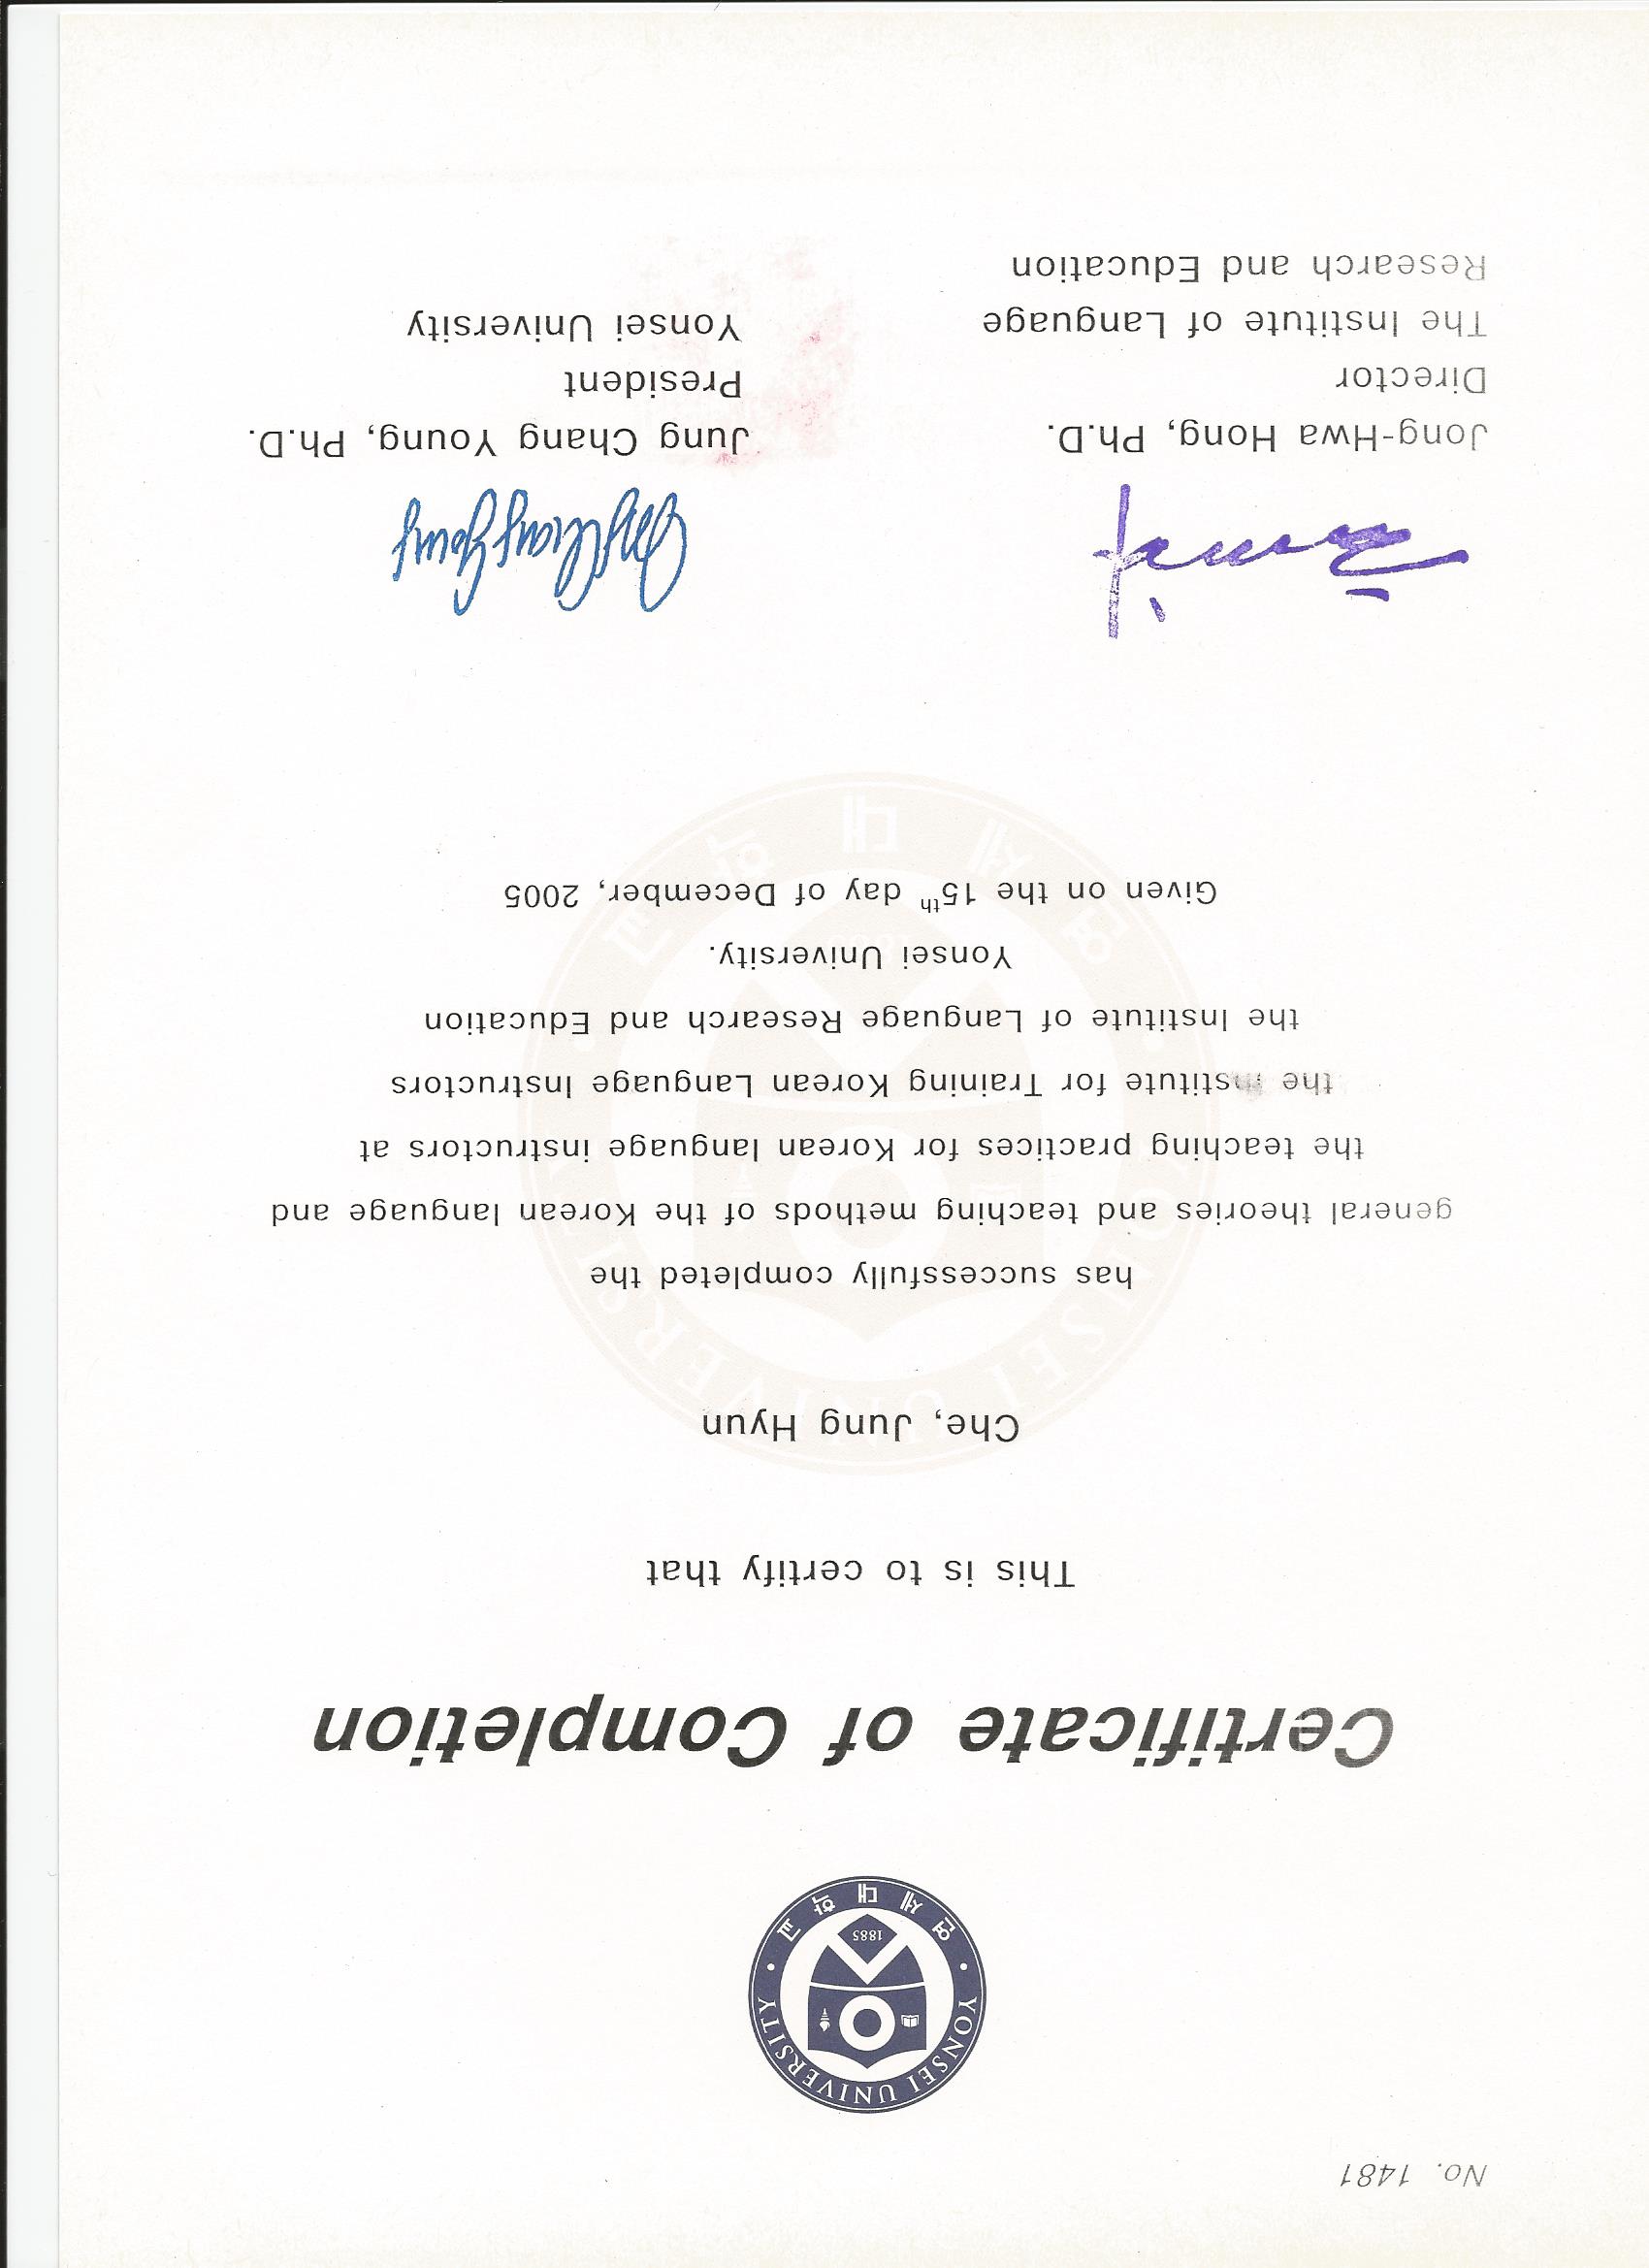 No. 1481
YONSEI UNIVERSITY
1885
연세대학교
Certificate of Completion
This is to certify that
Che, Jung Hyun
has successfully completed the
general theories and teaching methods of the Korean language and
the teaching practices for Korean language instructors at
the Institute for Training Korean Language Instructors
the Institute of Language Research and Education
Yonsei University.
Given on the 15th day of December, 2005
Jung Chang Young
Jong-Hwa Hong, Ph.D.
Director
The Institute of Language
Research and Education
Jung Chang Young, Ph.D.
President
Yonsei University